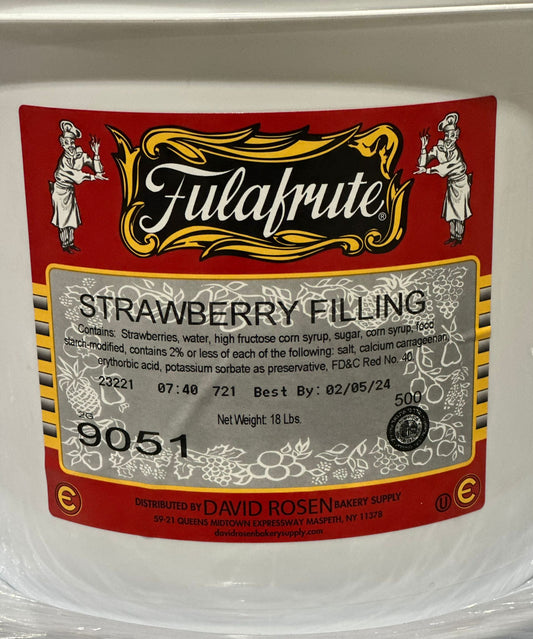 Fulafrute®
STRAWBERRY FILLING
Contains: Strawberries, water, high fructose corn syrup, sugar, corn syrup, food
starch-modified, contains 2% or less of each of the following: salt, calcium carrageenan,
erythorbic acid, potassium sorbate as preservative, FD&C Red No. 40.
23221 07:40 721 Best By: 02/05/24
500
Net Weight: 18 Lbs.
9051
DISTRIBUTED BY DAVID ROSEN BAKERY SUPPLY
59-21 QUEENS MIDTOWN EXPRESSWAY MASPETH, NY 11378
davidrosenbakerysupply.com
U